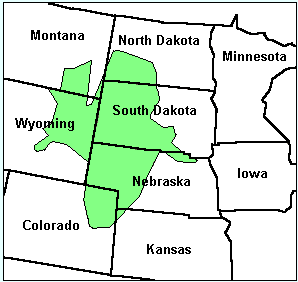 Montana
North Dakota
Minnesota
South Dakota
Wyoming
Nebraska
Iowa
Colorado
Kansas